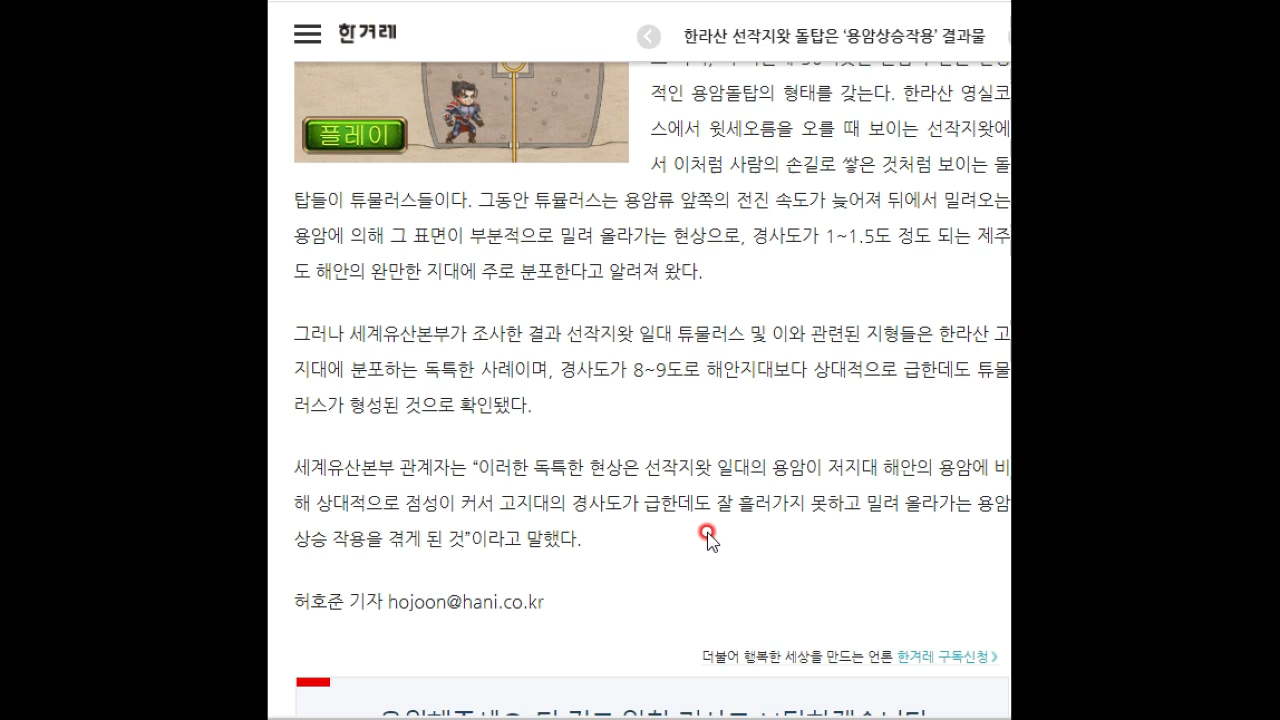 한겨레
한라산 선작지왓 돌탑은 ‘용암상승작용’ 결과물
플레이
적인 용암돌탑의 형태를 갖는다. 한라산 영실코
스에서 윗세오름을 오를 때 보이는 선작지왓에
서 이처럼 사람의 손길로 쌓은 것처럼 보이는 돌
탑들이 튜물러스들이다. 그동안 튜뮬러스는 용암류 앞쪽의 전진 속도가 늦어져 뒤에서 밀려오는
용암에 의해 그 표면이 부분적으로 밀려 올라가는 현상으로, 경사도가 1~1.5도 정도 되는 제주
도 해안의 완만한 지대에 주로 분포한다고 알려져 왔다.
그러나 세계유산본부가 조사한 결과 선작지왓 일대 튜물러스 및 이와 관련된 지형들은 한라산 고
지대에 분포하는 독특한 사례이며, 경사도가 8~9도로 해안지대보다 상대적으로 급한데도 튜물
러스가 형성된 것으로 확인됐다.
세계유산본부 관계자는 “이러한 독특한 현상은 선작지왓 일대의 용암이 저지대 해안의 용암에 비
해 상대적으로 점성이 커서 고지대의 경사도가 급한데도 잘 흘러가지 못하고 밀려 올라가는 용암
상승 작용을 겪게 된 것”이라고 말했다.
허호준 기자 hojoon@hani.co.kr
더불어 행복한 세상을 만드는 언론 한겨레 구독신청